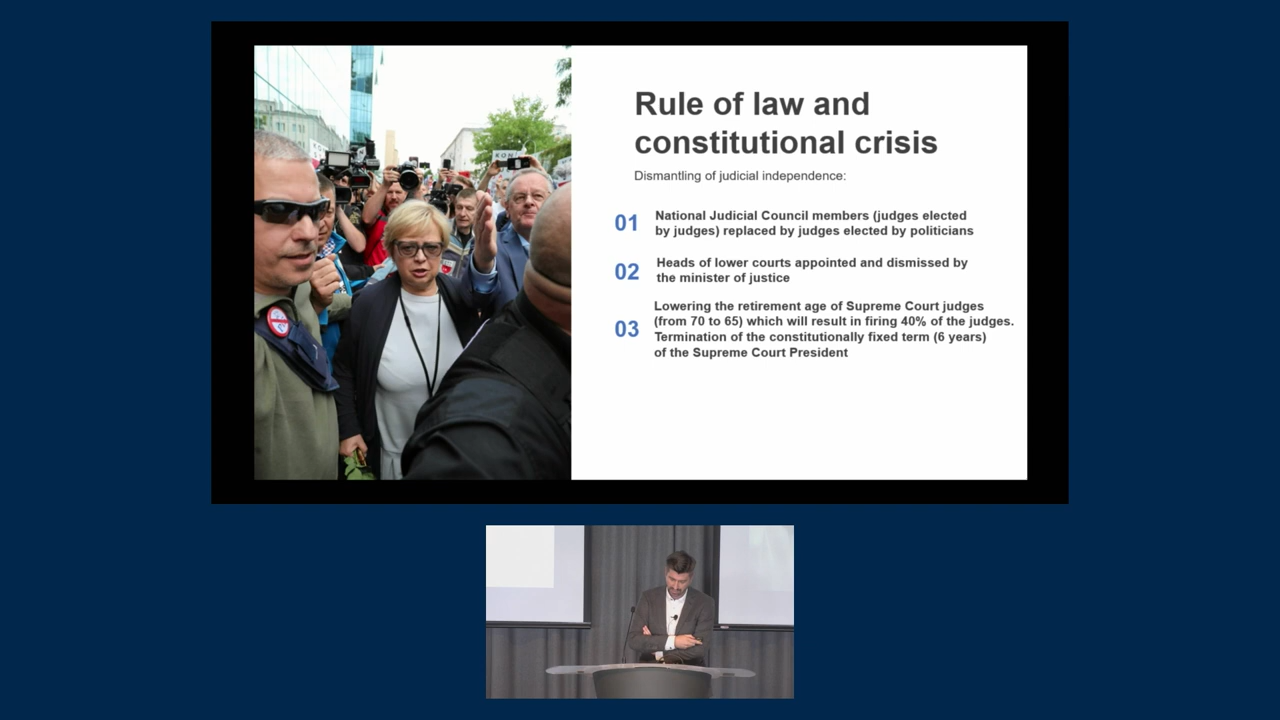 Rule of law and
constitutional crisis
Dismantling of judicial independence:
01
National Judicial Council members (judges elected
by judges) replaced by judges elected by politicians
02
Heads of lower courts appointed and dismissed by
the minister of justice
03
Lowering the retirement age of Supreme Court judges
(from 70 to 65) which will result in firing 40% of the judges.
Termination of the constitutionally fixed term (6 years)
of the Supreme Court President